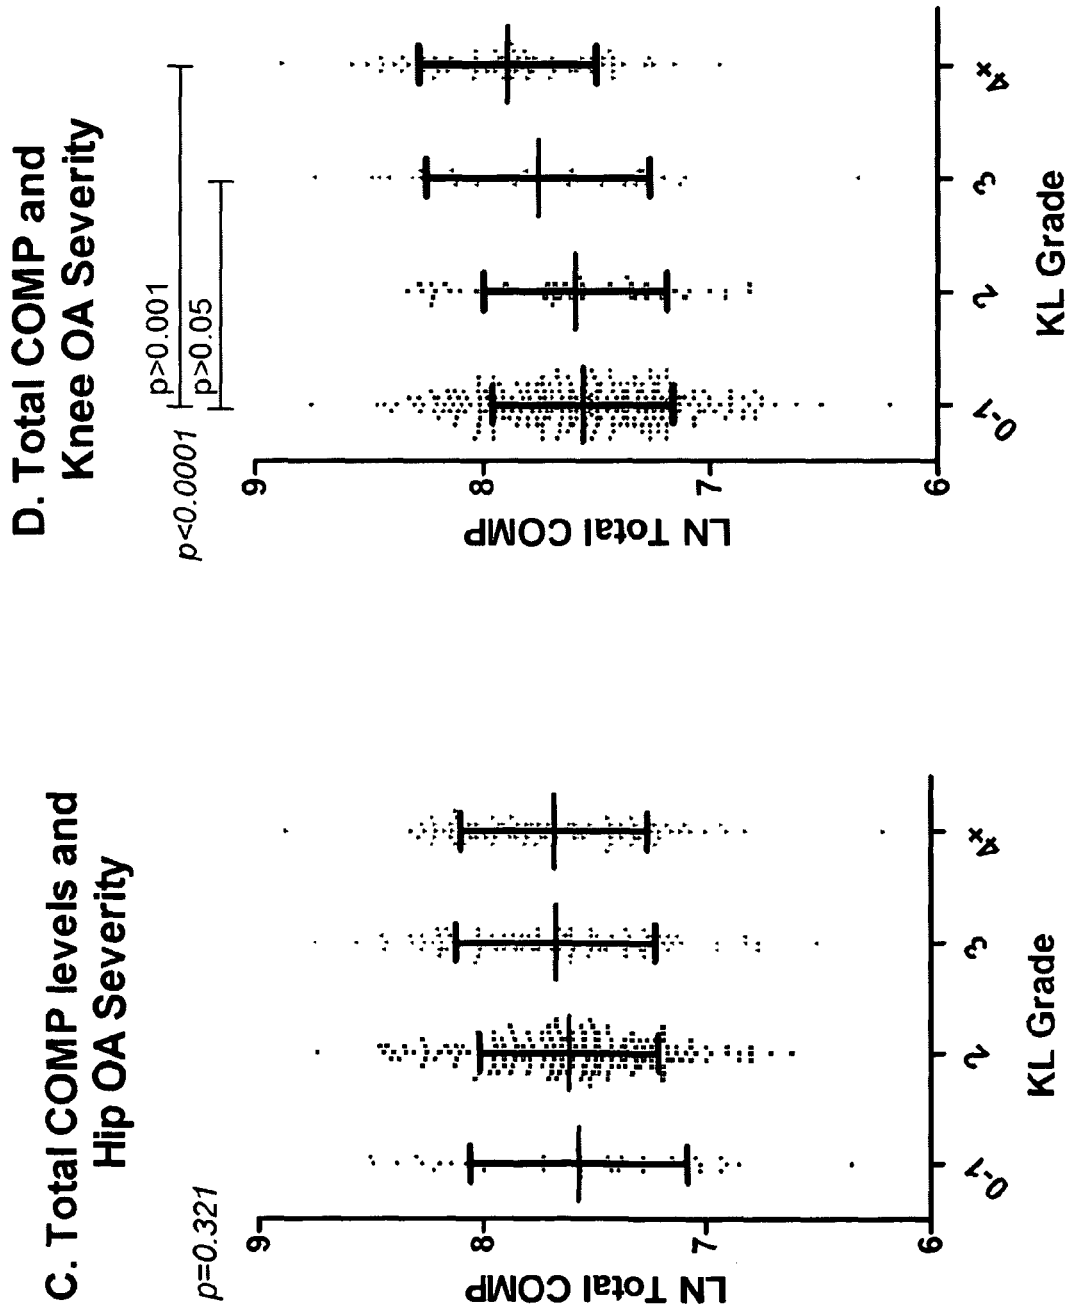 C. Total COMP levels and
Hip OA Severity
p=0.321
9
8
7
6
LN Total COMP
0-1
2
3
4+
KL Grade
D. Total COMP and
Knee OA Severity
p<0.0001
p>0.001
p>0.05
9
8
7
6
LN Total COMP
0-1
2
3
4+
KL Grade